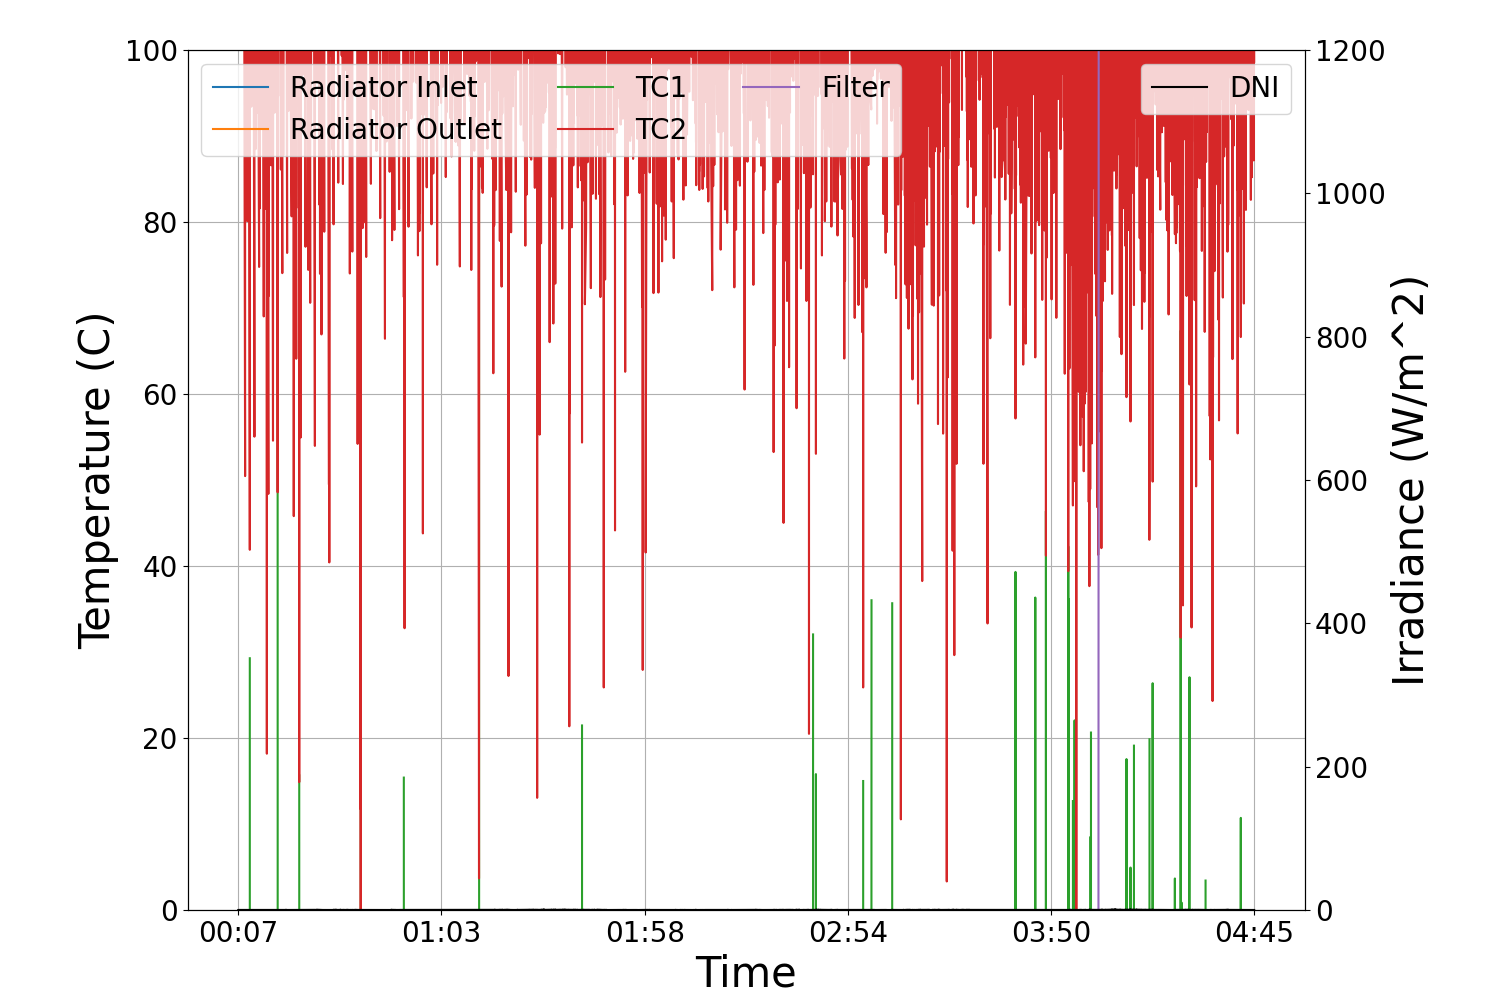 100
80
60
40
20
0
Temperature (C)
Radiator Inlet
Radiator Outlet
TC1
TC2
Filter
DNI
1200
1000
800
600
400
200
0
Irradiance (W/m^2)
00:07
01:03
01:58
02:54
03:50
04:45
Time